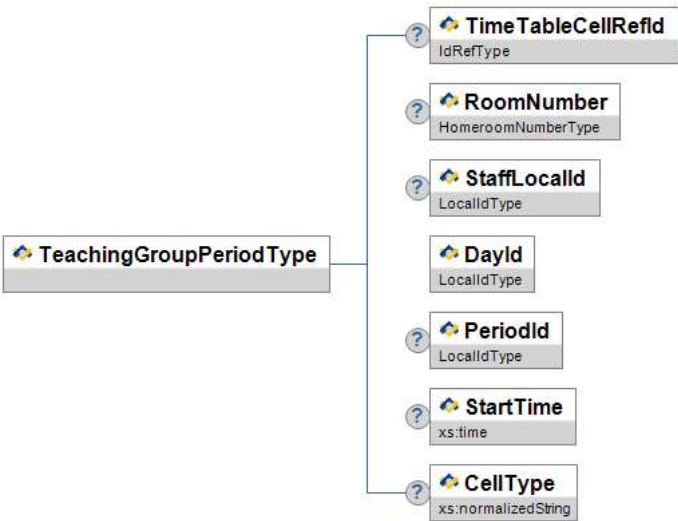 TimeTableCellRefId
IdRefType
RoomNumber
HomeroomNumberType
StaffLocalId
LocalIdType
TeachingGroupPeriodType
DayId
LocalIdType
PeriodId
LocalIdType
StartTime
xs:time
CellType
xs:normalizedString